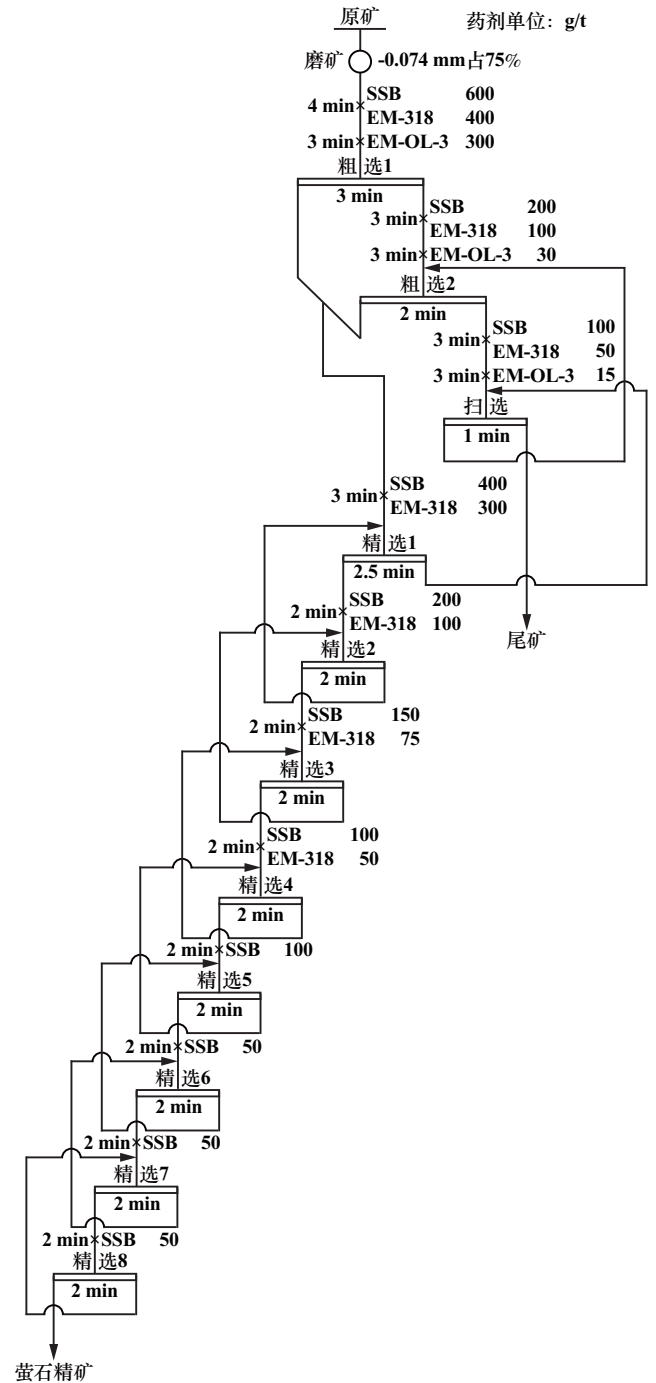 原矿 药剂单位：g/t
磨矿 -0.074 mm占75%
4 min SSB 600
EM-318 400
3 min EM-OL-3 300
粗选1
3 min
3 min SSB 200
EM-318 100
3 min EM-OL-3 30
粗选2
2 min
3 min SSB 100
EM-318 50
3 min EM-OL-3 15
扫选
1 min
3 min SSB 400
EM-318 300
精选1
2.5 min
2 min SSB 200
EM-318 100
尾矿
精选2
2 min
2 min SSB 150
EM-318 75
精选3
2 min
2 min SSB 100
EM-318 50
精选4
2 min
2 min SSB 100
精选5
2 min
2 min SSB 50
精选6
2 min
2 min SSB 50
精选7
2 min
2 min SSB 50
精选8
2 min
萤石精矿